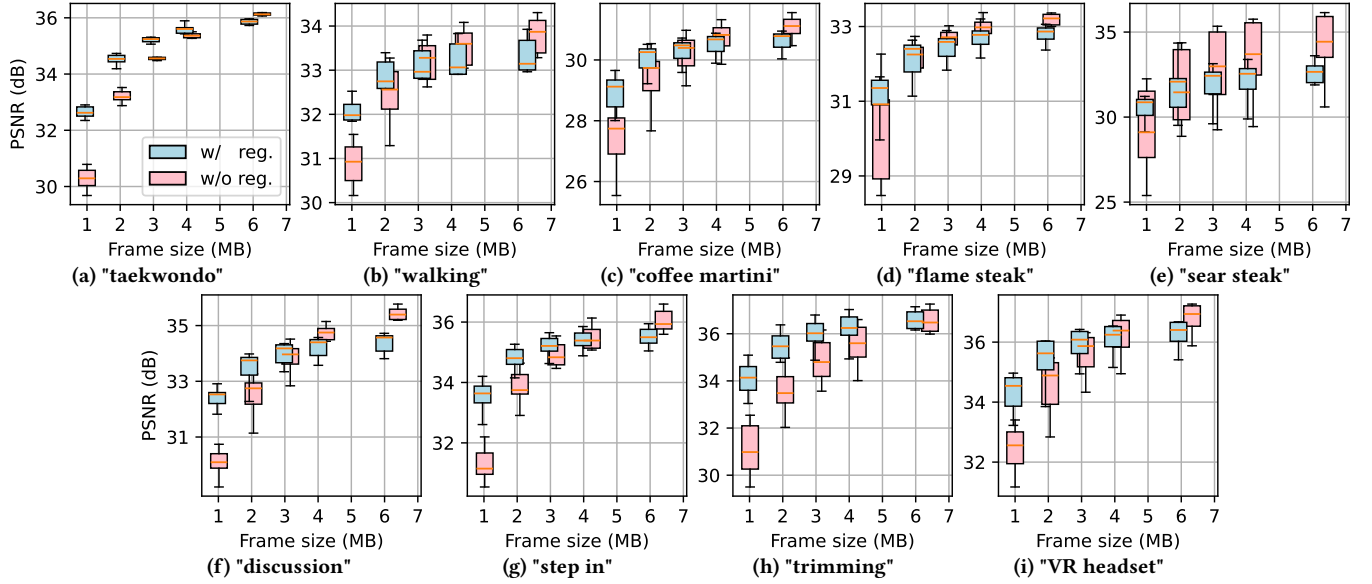 PSNR (dB)
36
34
32
30
w/ reg.
w/o reg.
1 2 3 4 5 6 7
Frame size (MB)
(a) "taekwondo"
34
33
32
31
30
1 2 3 4 5 6 7
Frame size (MB)
(b) "walking"
30
28
26
1 2 3 4 5 6 7
Frame size (MB)
(c) "coffee martini"
33
31
29
1 2 3 4 5 6 7
Frame size (MB)
(d) "flame steak"
35
30
25
1 2 3 4 5 6 7
Frame size (MB)
(e) "sear steak"
PSNR (dB)
35
33
31
1 2 3 4 5 6 7
Frame size (MB)
(f) "discussion"
36
34
32
1 2 3 4 5 6 7
Frame size (MB)
(g) "step in"
36
34
32
30
1 2 3 4 5 6 7
Frame size (MB)
(h) "trimming"
36
34
32
1 2 3 4 5 6 7
Frame size (MB)
(i) "VR headset"